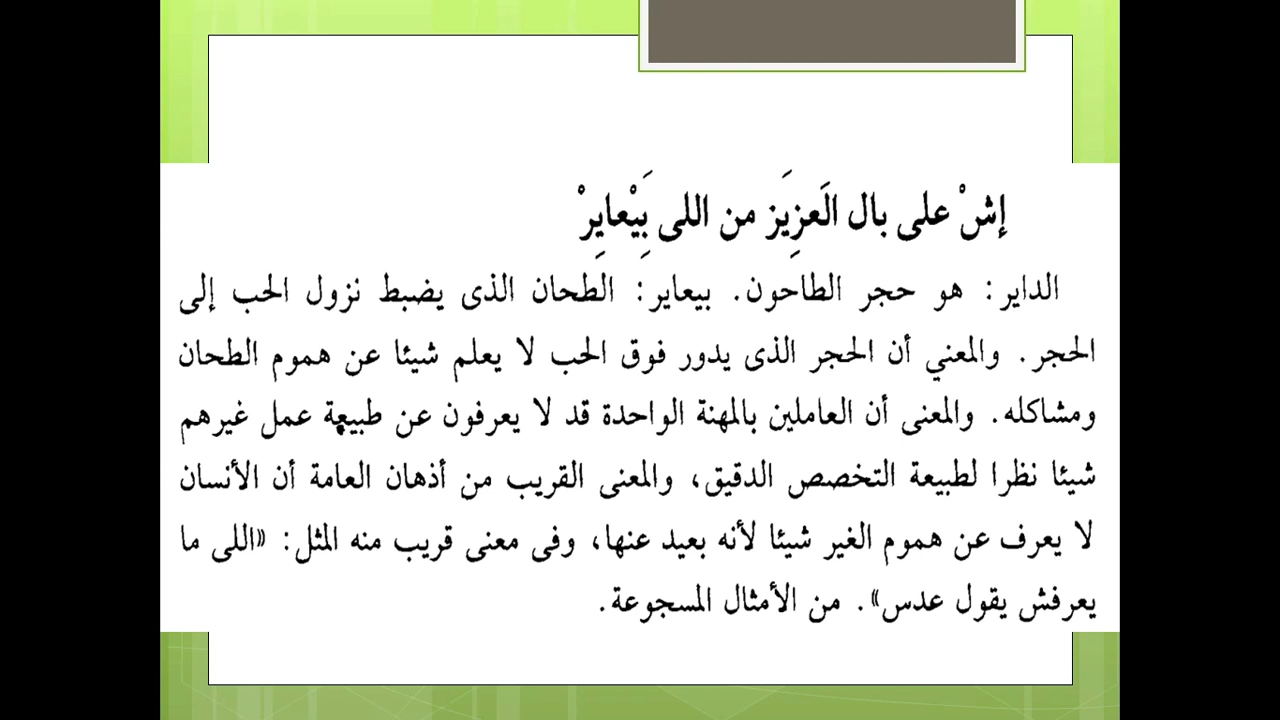 إشْ على بال العَزِيَز من اللى بَيْعايِرْ
الداير: هو حجر الطاحون. بيعاير: الطحان الذى يضبط نزول الحب إلى
الحجر. والمعني أن الحجر الذى يدور فوق الحب لا يعلم شيئا عن هموم الطحان
ومشاكله. والمعنى أن العاملين بالمهنة الواحدة قد لا يعرفون عن طبيعة عمل غيرهم
شيئا نظرا لطبيعة التخصص الدقيق، والمعنى القريب من أذهان العامة أن الأنسان
لا يعرف عن هموم الغير شيئا لأنه بعيد عنها، وفى معنى قريب منه المثل: «اللى ما
يعرفش يقول عدس». من الأمثال المسجوعة.